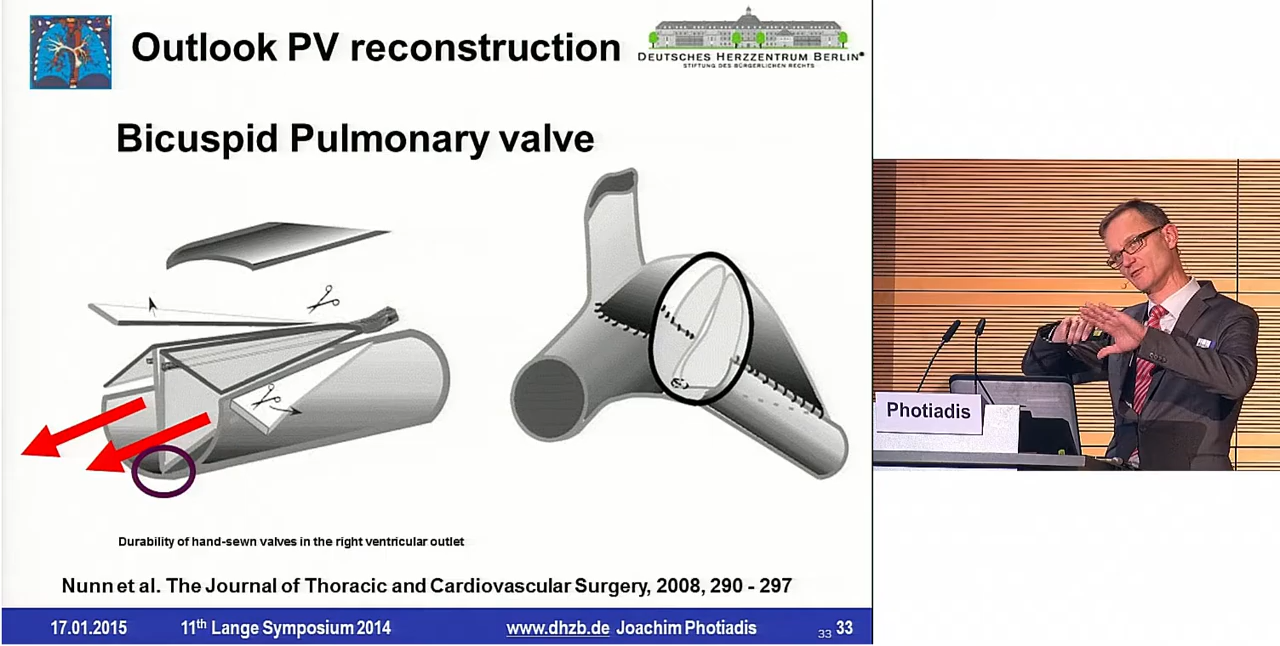 Outlook PV reconstruction
DEUTSCHES HERZZENTRUM BERLIN®
STIFTUNG DES BÜRGERLICHEN RECHTS
Bicuspid Pulmonary valve
Durability of hand-sewn valves in the right ventricular outlet
Nunn et al. The Journal of Thoracic and Cardiovascular Surgery, 2008, 290 - 297
17.01.2015 11th Lange Symposium 2014 www.dhzb.de Joachim Photiadis 33 33
Photiadis